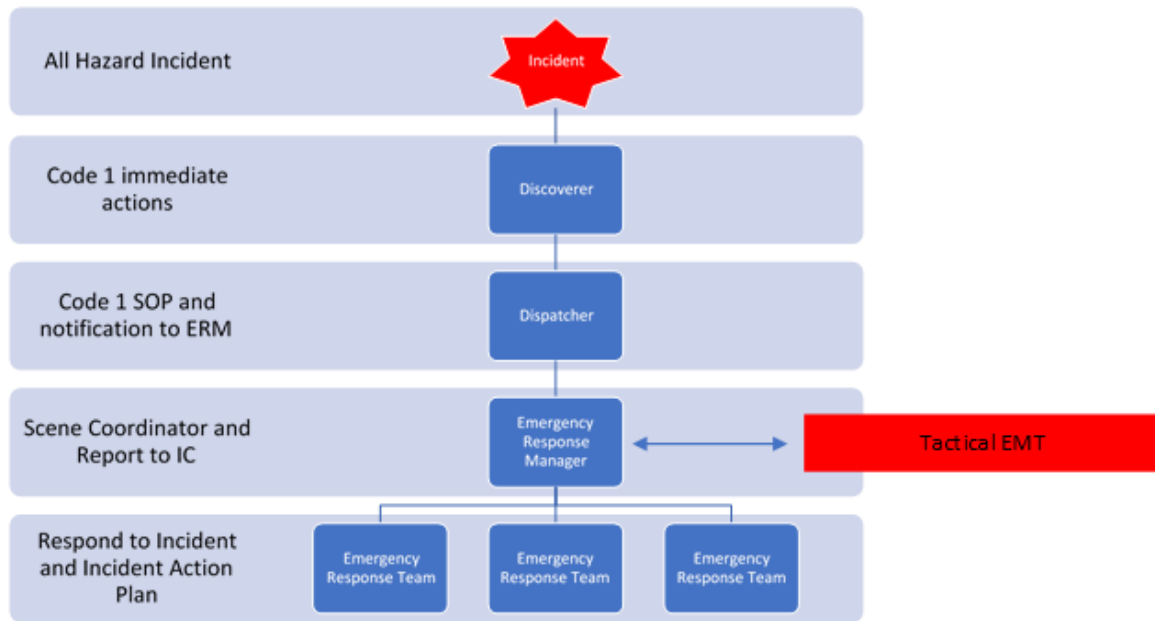 All Hazard Incident
Incident
Code 1 immediate
actions
Discoverer
Code 1 SOP and
notification to ERM
Dispatcher
Scene Coordinator and
Report to IC
Emergency
Response
Manager
Tactical EMT
Respond to Incident
and Incident Action
Plan
Emergency
Response Team
Emergency
Response Team
Emergency
Response Team